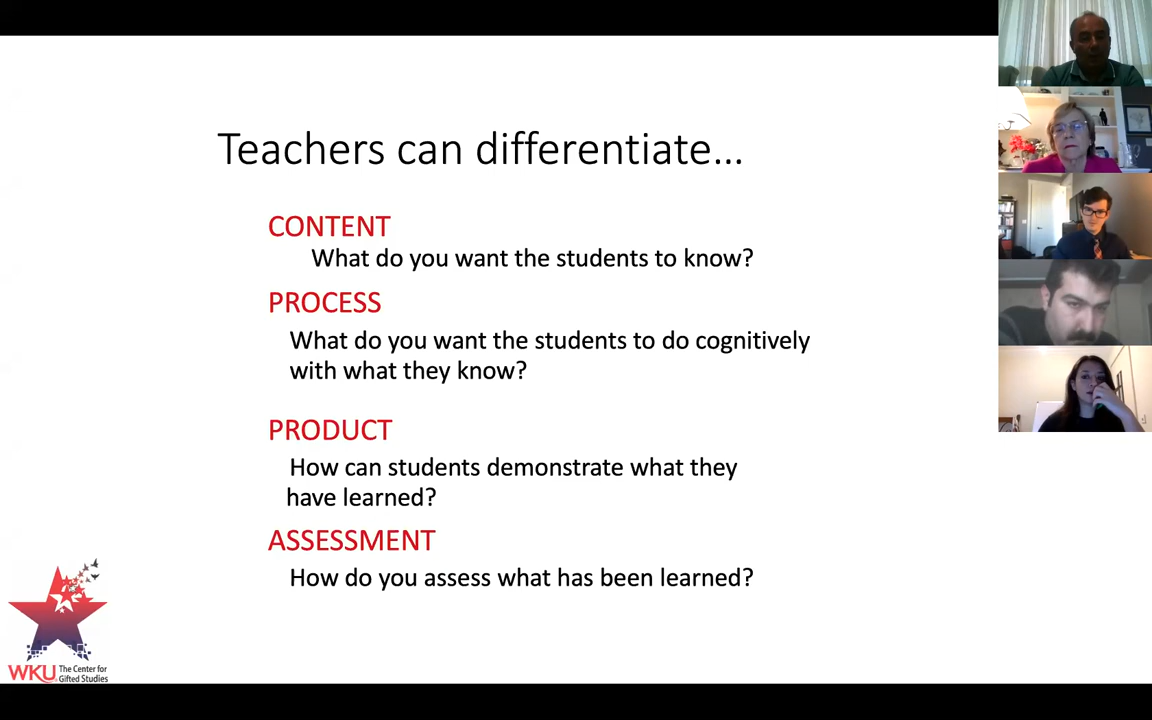 Teachers can differentiate...
CONTENT
What do you want the students to know?
PROCESS
What do you want the students to do cognitively
with what they know?
PRODUCT
How can students demonstrate what they
have learned?
ASSESSMENT
How do you assess what has been learned?
WKU The Center for
Gifted Studies